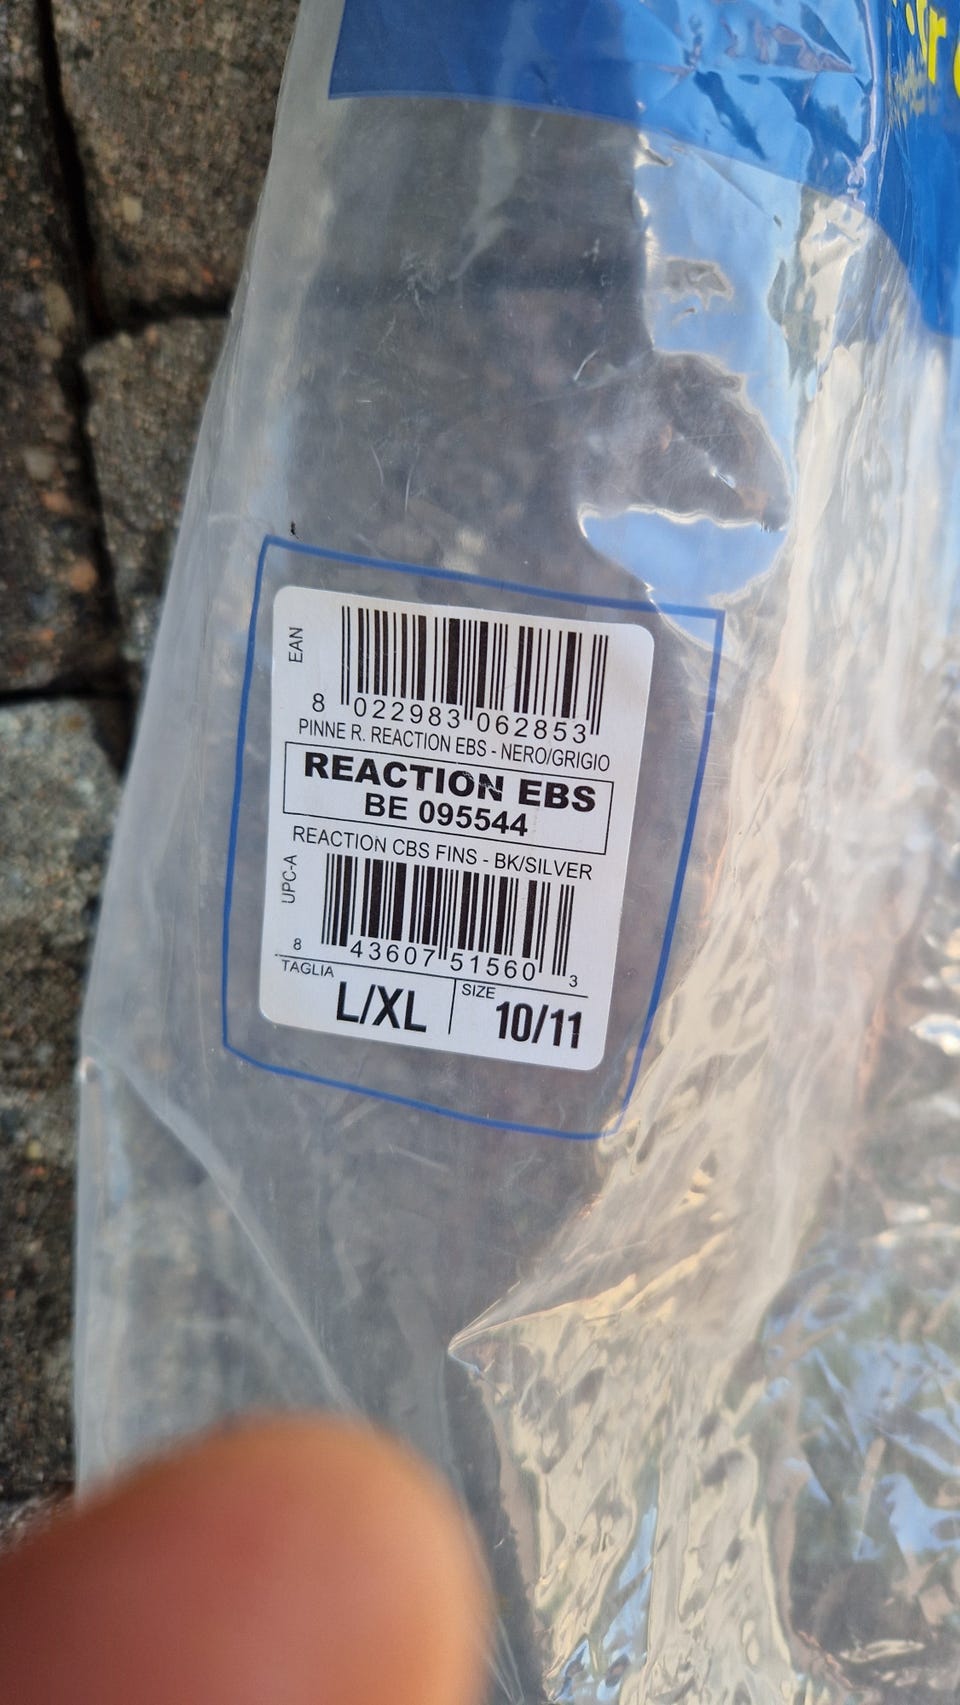 EAN
8 022983 062853
PINNE R. REACTION EBS - NERO/GRIGIO
REACTION EBS
BE 095544
REACTION CBS FINS - BK/SILVER
UPC-A
8 43607 51560 3
TAGLIA L/XL SIZE 10/11